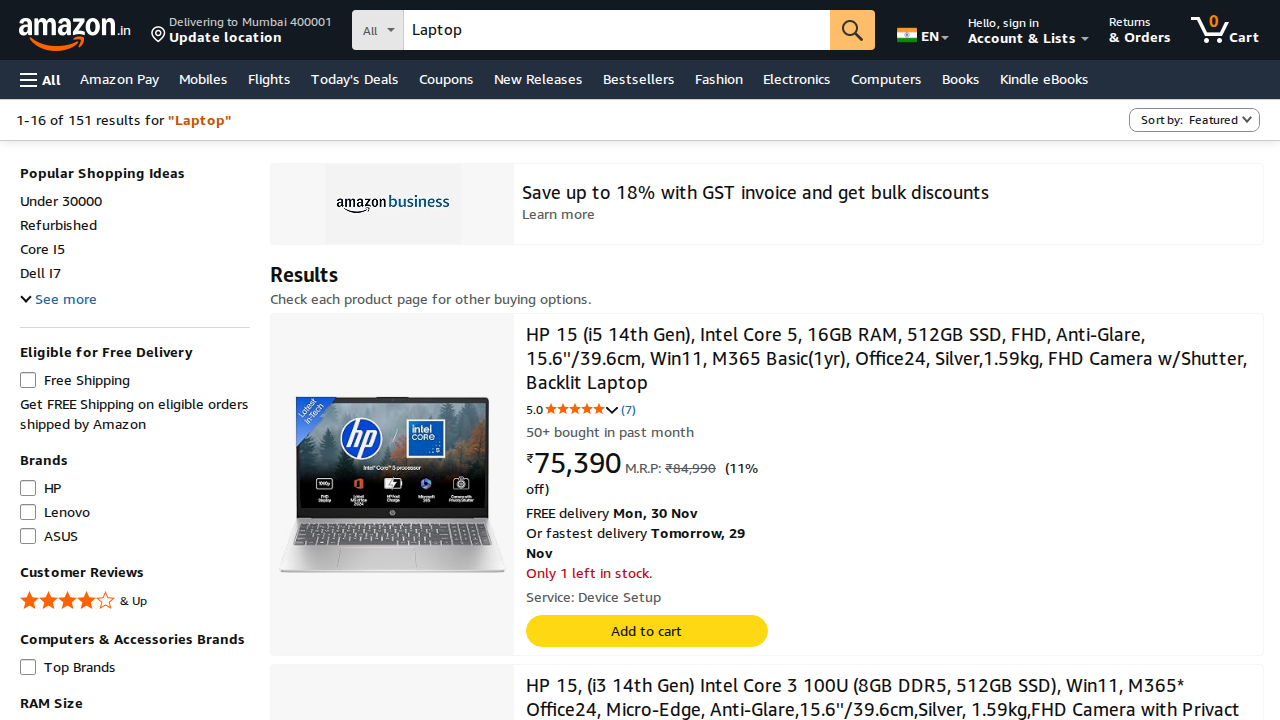 amazon.in
Delivering to Mumbai 400001
Update location
All
Laptop
EN
Hello, sign in
Account & Lists
Returns
& Orders
0
Cart
All
Amazon Pay
Mobiles
Flights
Today's Deals
Coupons
New Releases
Bestsellers
Fashion
Electronics
Computers
Books
Kindle eBooks
1-16 of 151 results for "Laptop"
Sort by: Featured
Popular Shopping Ideas
Under 30000
Refurbished
Core I5
Dell I7
See more
Eligible for Free Delivery
Free Shipping
Get FREE Shipping on eligible orders
shipped by Amazon
Brands
HP
Lenovo
ASUS
Customer Reviews
& Up
Computers & Accessories Brands
Top Brands
RAM Size
amazon business
Save up to 18% with GST invoice and get bulk discounts
Learn more
Results
Check each product page for other buying options.
Latest
In-Tech
hp
intel
CORE
5
HP 15 (i5 14th Gen), Intel Core 5, 16GB RAM, 512GB SSD, FHD, Anti-Glare,
15.6"/39.6cm, Win11, M365 Basic(1yr), Office24, Silver,1.59kg, FHD Camera w/Shutter,
Backlit Laptop
5.0 (7)
50+ bought in past month
₹75,390 M.R.P: ₹84,990 (11%
off)
FREE delivery Mon, 30 Nov
Or fastest delivery Tomorrow, 29
Nov
Only 1 left in stock.
Service: Device Setup
Add to cart
HP 15, (i3 14th Gen) Intel Core 3 100U (8GB DDR5, 512GB SSD), Win11, M365*
Office24, Micro-Edge, Anti-Glare,15.6"/39.6cm,Silver, 1.59kg,FHD Camera with Privact